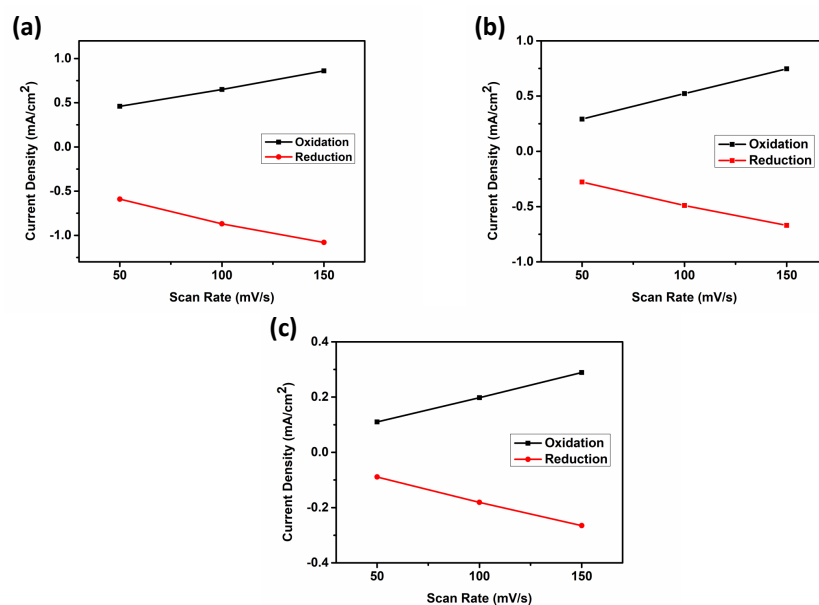 (a)
Current Density (mA/cm²)
1.0
0.5
0.0
-0.5
-1.0
Oxidation
Reduction
50 100 150
Scan Rate (mV/s)
(b)
Current Density (mA/cm²)
1.0
0.5
0.0
-0.5
-1.0
Oxidation
Reduction
50 100 150
Scan Rate (mV/s)
(c)
Current Density (mA/cm²)
0.4
0.2
0.0
-0.2
-0.4
Oxidation
Reduction
50 100 150
Scan Rate (mV/s)